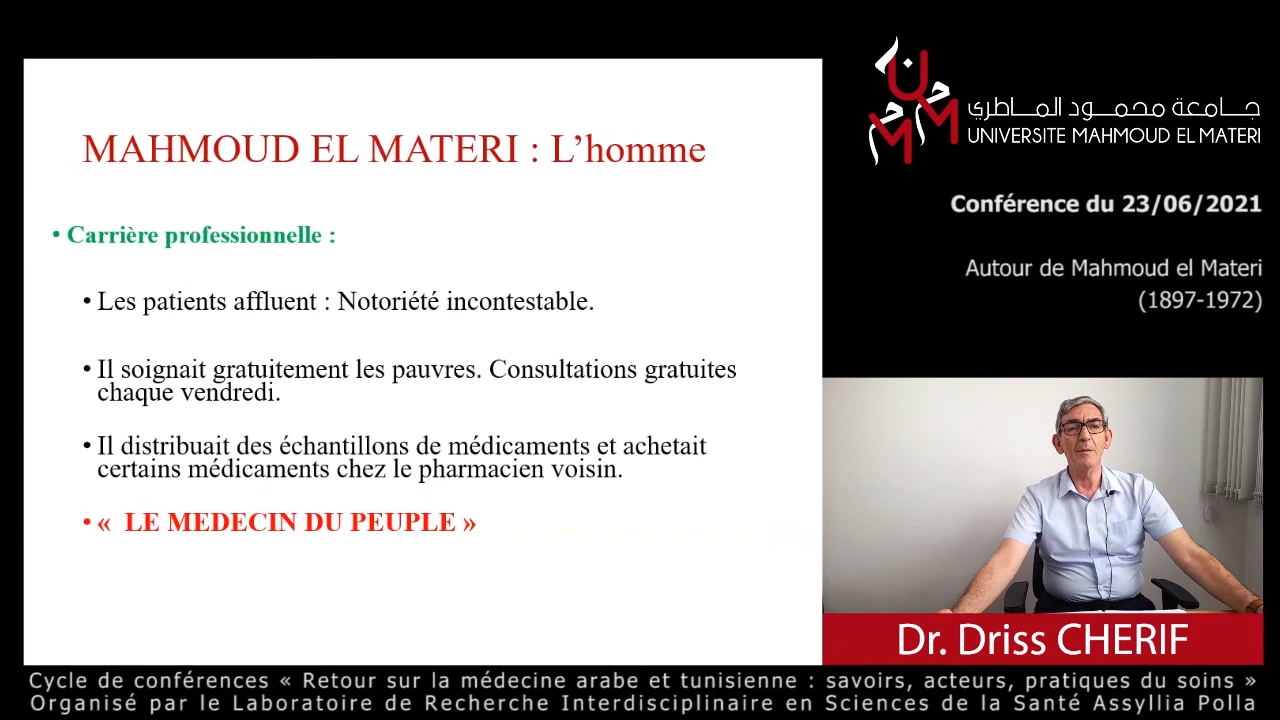 MAHMOUD EL MATERI : L’homme
• Carrière professionnelle :
• Les patients affluent : Notoriété incontestable.
• Il soignait gratuitement les pauvres. Consultations gratuites
chaque vendredi.
• Il distribuait des échantillons de médicaments et achetait
certains médicaments chez le pharmacien voisin.
• « LE MEDECIN DU PEUPLE »
جامعة محمود الماطري
UNIVERSITE MAHMOUD EL MATERI
Conférence du 23/06/2021
Autour de Mahmoud el Materi
(1897-1972)
Dr. Driss CHERIF
Cycle de conférences « Retour sur la médecine arabe et tunisienne : savoirs, acteurs, pratiques du soins »
Organisé par le Laboratoire de Recherche Interdisciplinaire en Sciences de la Santé Assyllia Polla